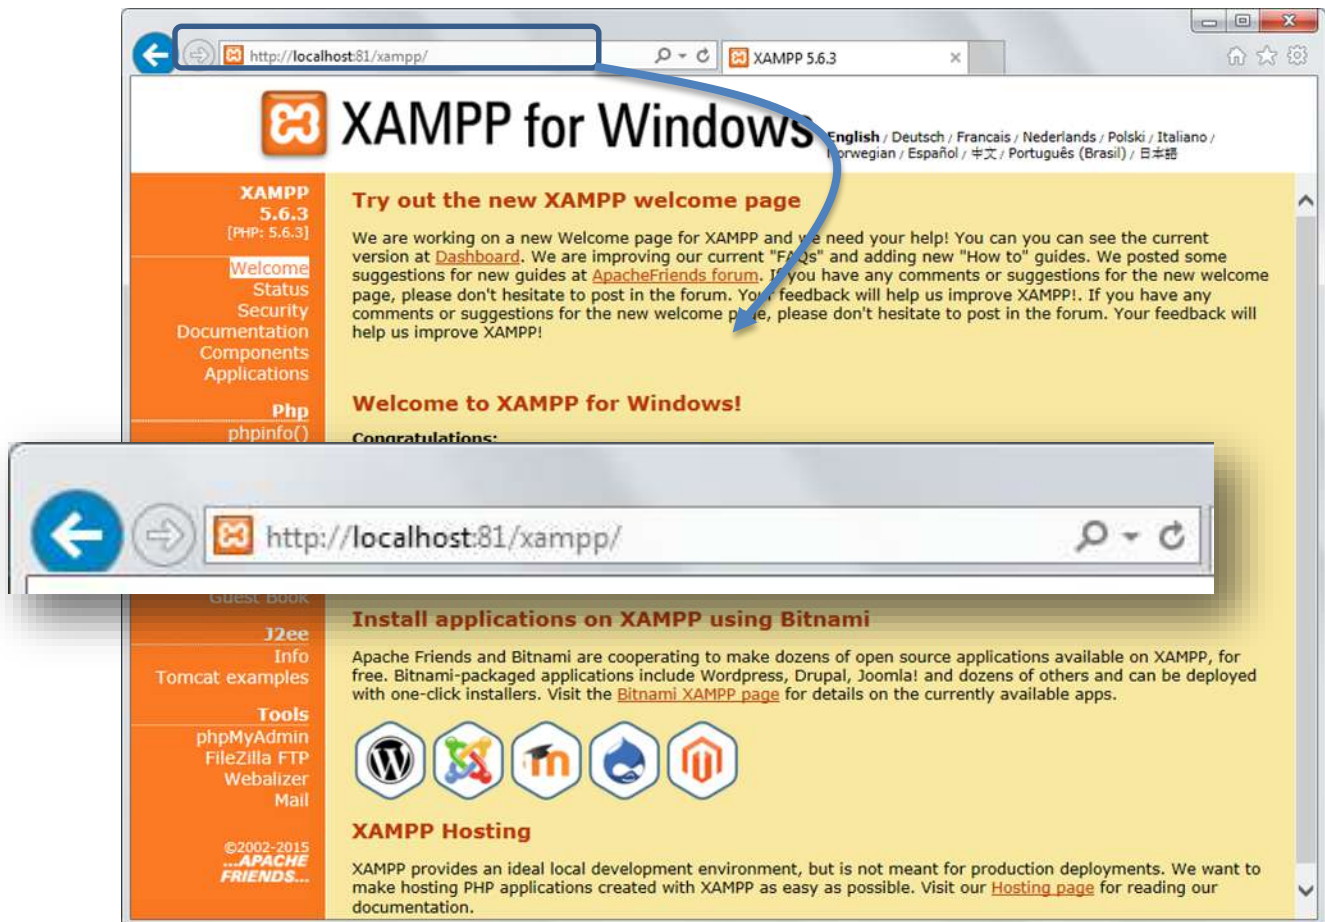 http://localhost:81/xampp/
XAMPP 5.6.3
XAMPP for Windows
English / Deutsch / Francais / Nederlands / Polski / Italiano /
Norwegian / Español / 中文 / Português (Brasil) / 日本語
XAMPP
5.6.3
[PHP: 5.6.3]
Welcome
Status
Security
Documentation
Components
Applications
Php
phpinfo()
Try out the new XAMPP welcome page
We are working on a new Welcome page for XAMPP and we need your help! You can you can see the current
version at Dashboard. We are improving our current "FAQs" and adding new "How to" guides. We posted some
suggestions for new guides at ApacheFriends forum. If you have any comments or suggestions for the new welcome
page, please don't hesitate to post in the forum. Your feedback will help us improve XAMPP!. If you have any
comments or suggestions for the new welcome page, please don't hesitate to post in the forum. Your feedback will
help us improve XAMPP!
Welcome to XAMPP for Windows!
Congratulations:
http://localhost:81/xampp/
Guest Book
J2ee
Info
Tomcat examples
Tools
phpMyAdmin
FileZilla FTP
Webalizer
Mail
©2002-2015
...APACHE
FRIENDS...
Install applications on XAMPP using Bitnami
Apache Friends and Bitnami are cooperating to make dozens of open source applications available on XAMPP, for
free. Bitnami-packaged applications include Wordpress, Drupal, Joomla! and dozens of others and can be deployed
with one-click installers. Visit the Bitnami XAMPP page for details on the currently available apps.
XAMPP Hosting
XAMPP provides an ideal local development environment, but is not meant for production deployments. We want to
make hosting PHP applications created with XAMPP as easy as possible. Visit our Hosting page for reading our
documentation.